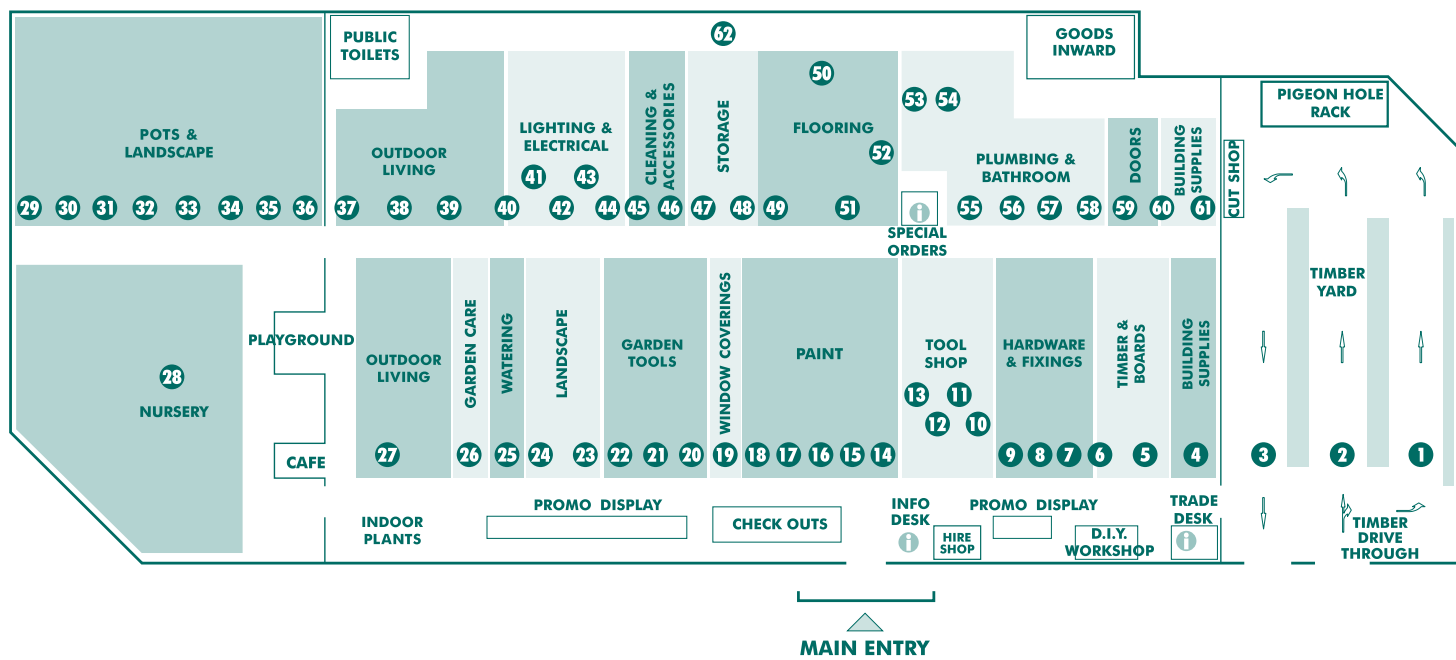 PUBLIC
TOILETS
62
GOODS
INWARD
PIGEON HOLE
RACK
POTS &
LANDSCAPE
OUTDOOR
LIVING
LIGHTING &
ELECTRICAL
CLEANING &
ACCESSORIES
STORAGE
50
FLOORING
52
53 54
PLUMBING &
BATHROOM
DOORS
BUILDING
SUPPLIES
CUT SHOP
41 43
29 30 31 32 33 34 35 36 37 38 39 40 42 44 45 46 47 48 49 51 55 56 57 58 59 60 61
i
SPECIAL
ORDERS
TIMBER
YARD
PLAYGROUND
28
NURSERY
OUTDOOR
LIVING
GARDEN CARE
WATERING
LANDSCAPE
GARDEN
TOOLS
WINDOW COVERINGS
PAINT
TOOL
SHOP
13 11
12 10
HARDWARE
& FIXINGS
TIMBER &
BOARDS
BUILDING
SUPPLIES
CAFE
27 26 25 24 23 22 21 20 19 18 17 16 15 14 9 8 7 6 5 4 3 2 1
INDOOR
PLANTS
PROMO DISPLAY
CHECK OUTS
INFO
DESK
i
HIRE
SHOP
PROMO DISPLAY
D.I.Y.
WORKSHOP
TRADE
DESK
i
TIMBER
DRIVE
THROUGH
MAIN ENTRY